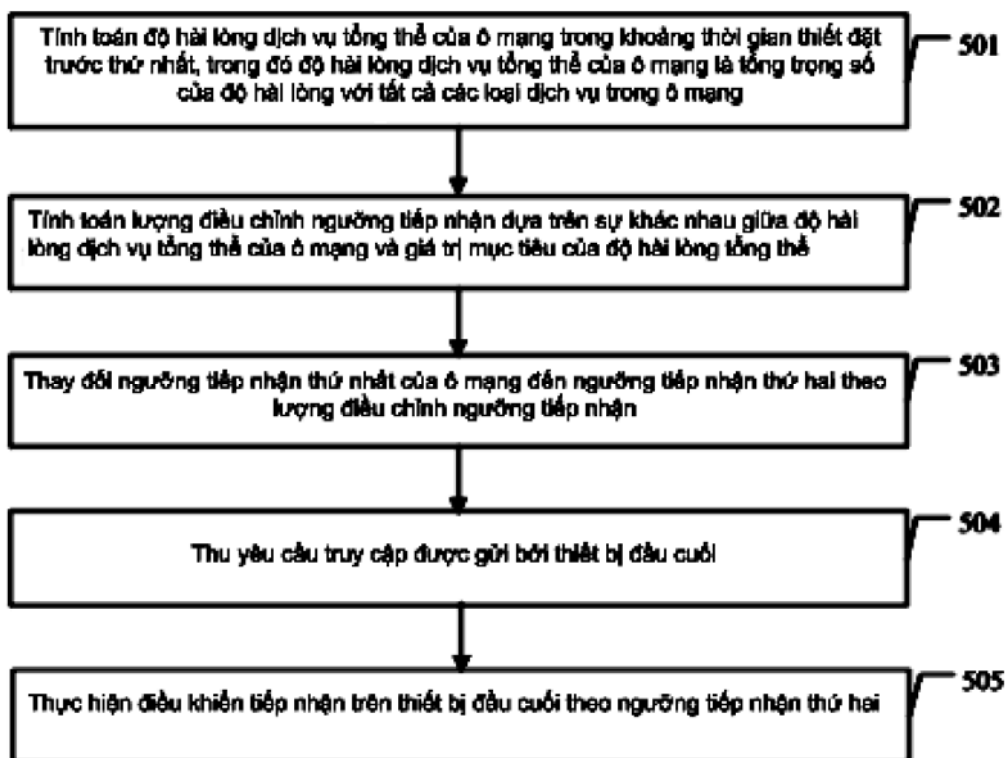 Tính toán độ hài lòng dịch vụ tổng thể của ô mạng trong khoảng thời gian thiết đặt
trước thứ nhất, trong đó độ hài lòng dịch vụ tổng thể của ô mạng là tổng trọng số
của độ hài lòng với tất cả các loại dịch vụ trong ô mạng
501
Tính toán lượng điều chỉnh ngưỡng tiếp nhận dựa trên sự khác nhau giữa độ hài
lòng dịch vụ tổng thể của ô mạng và giá trị mục tiêu của độ hài lòng tổng thể
502
Thay đổi ngưỡng tiếp nhận thứ nhất của ô mạng đến ngưỡng tiếp nhận thứ hai theo
lượng điều chỉnh ngưỡng tiếp nhận
503
Thu yêu cầu truy cập được gửi bởi thiết bị đầu cuối
504
Thực hiện điều khiển tiếp nhận trên thiết bị đầu cuối theo ngưỡng tiếp nhận thứ hai
505